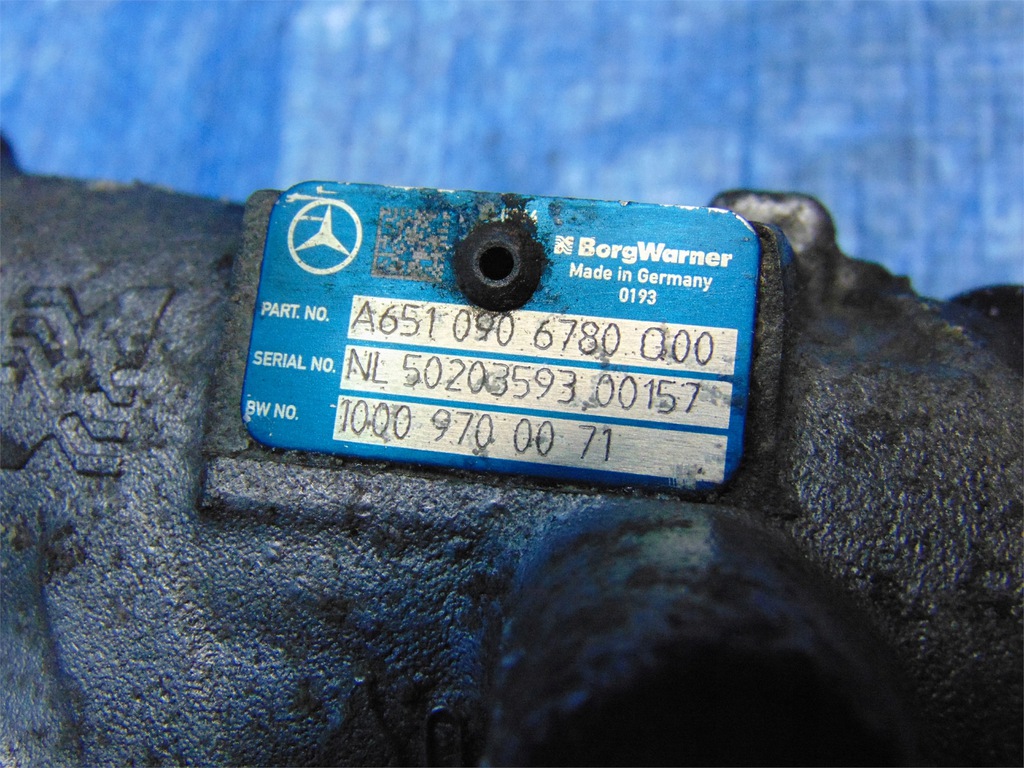 BorgWarner
Made in Germany
0193
PART. NO. A651 090 6780 Q00
SERIAL NO. NL 50203593 00157
BW NO. 1000 970 00 71